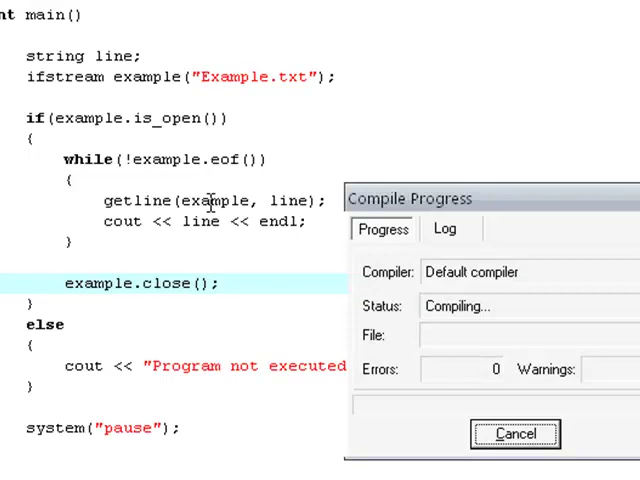 nt main()
string line;
ifstream example("Example.txt");
if(example.is_open())
{
while(!example.eof())
{
getline(example, line);
cout << line << endl;
}
example.close();
}
else
{
cout << "Program not executed
}
system("pause");
Compile Progress
Progress Log
Compiler: Default compiler
Status: Compiling...
File:
Errors: 0 Warnings:
Cancel